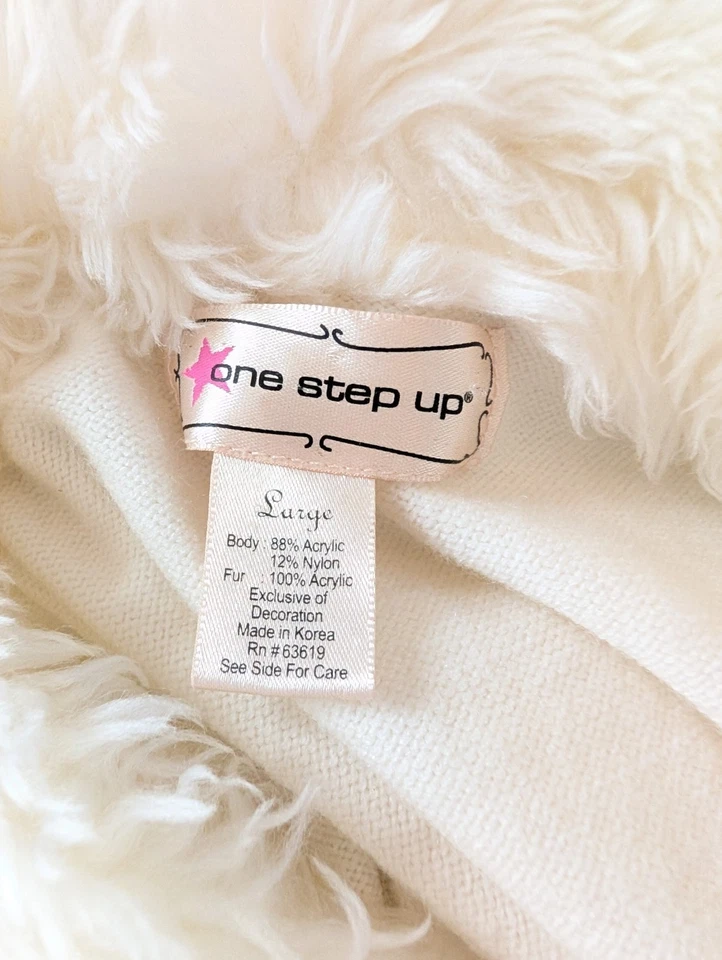 one step up®
Large
Body : 88% Acrylic
12% Nylon
Fur : 100% Acrylic
Exclusive of
Decoration
Made in Korea
Rn # 63619
See Side For Care